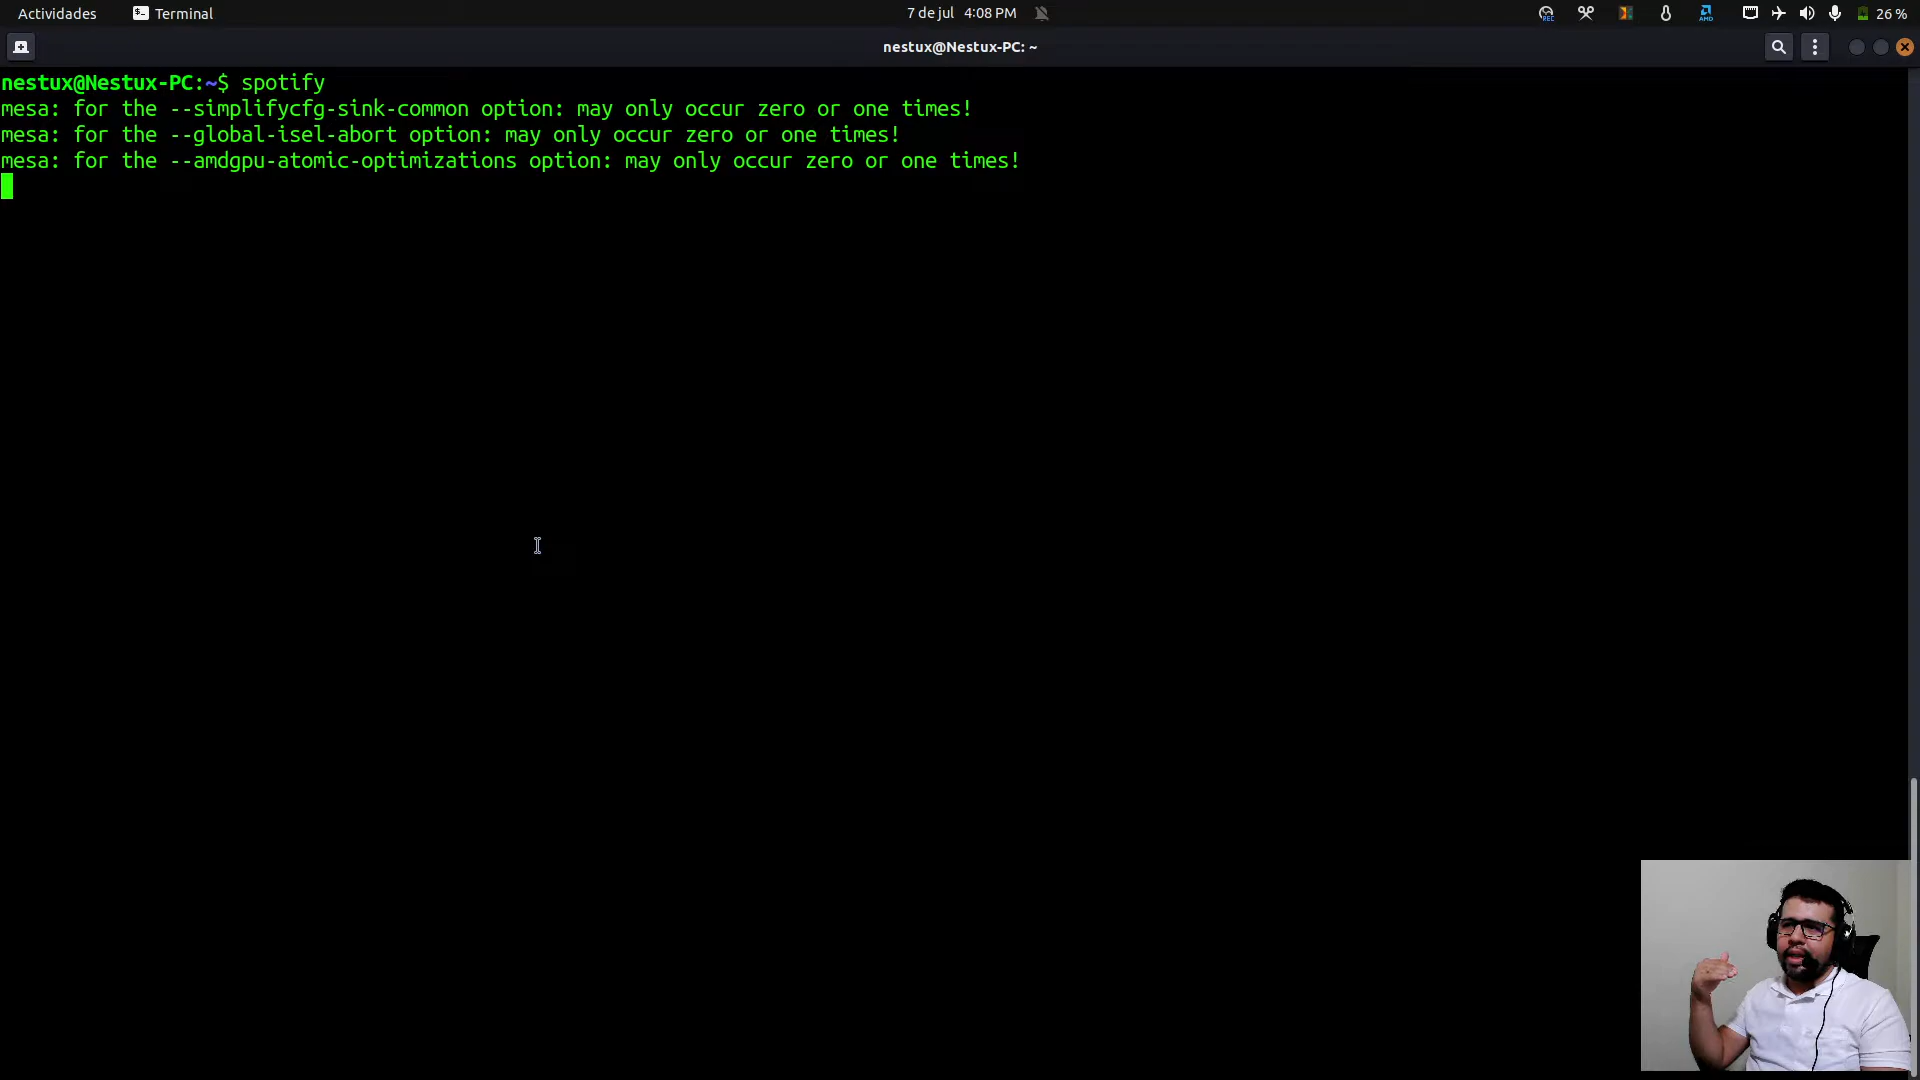 Actividades Terminal 7 de jul 4:08 PM REC AMD 26 %
nestux@Nestux-PC: ~
nestux@Nestux-PC:~$ spotify
mesa: for the --simplifycfg-sink-common option: may only occur zero or one times!
mesa: for the --global-isel-abort option: may only occur zero or one times!
mesa: for the --amdgpu-atomic-optimizations option: may only occur zero or one times!